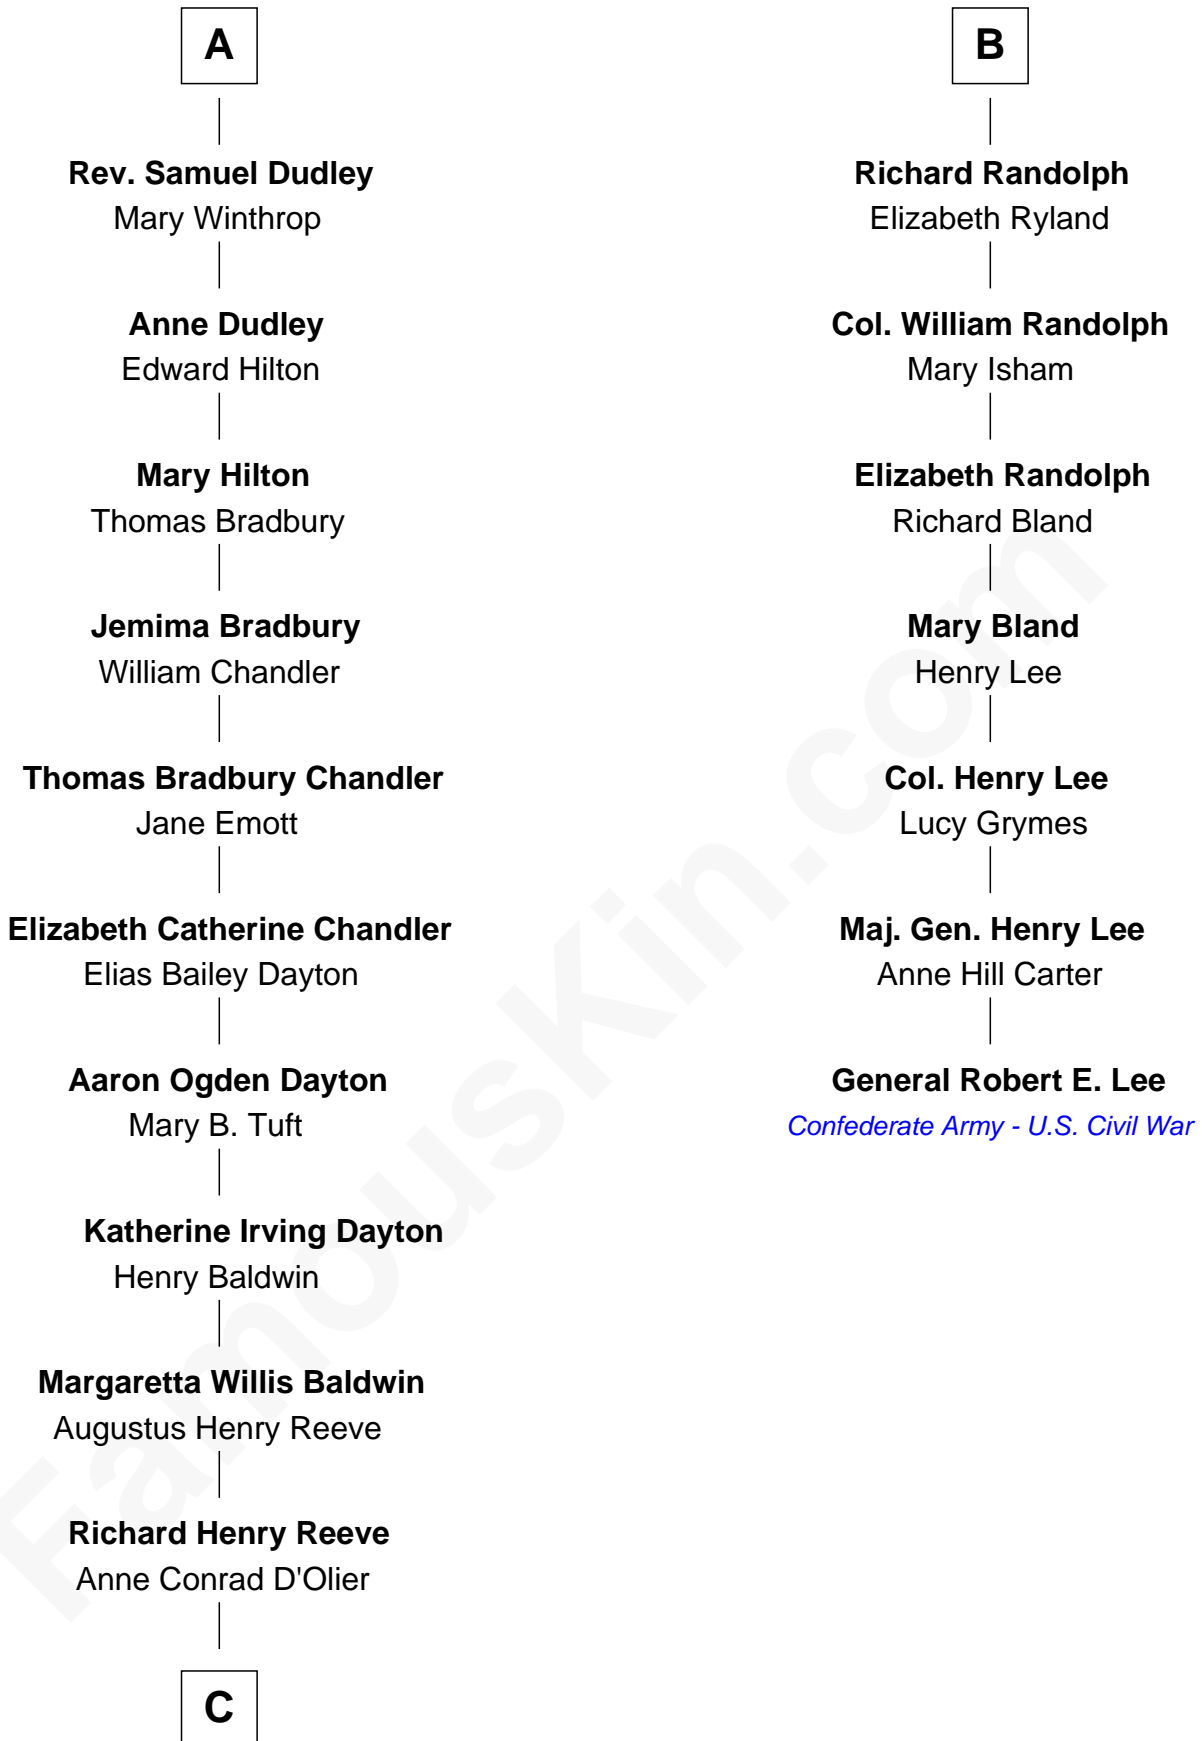 A
Rev. Samuel Dudley
Mary Winthrop
Anne Dudley
Edward Hilton
Mary Hilton
Thomas Bradbury
Jemima Bradbury
William Chandler
Thomas Bradbury Chandler
Jane Emott
Elizabeth Catherine Chandler
Elias Bailey Dayton
Aaron Ogden Dayton
Mary B. Tuft
Katherine Irving Dayton
Henry Baldwin
Margaretta Willis Baldwin
Augustus Henry Reeve
Richard Henry Reeve
Anne Conrad D'Olier
C
B
Richard Randolph
Elizabeth Ryland
Col. William Randolph
Mary Isham
Elizabeth Randolph
Richard Bland
Mary Bland
Henry Lee
Col. Henry Lee
Lucy Grymes
Maj. Gen. Henry Lee
Anne Hill Carter
General Robert E. Lee
Confederate Army - U.S. Civil War
FamousKin.com